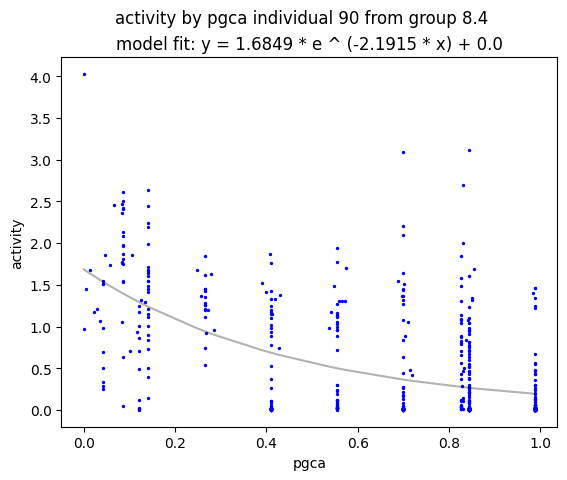 activity by pgca individual 90 from group 8.4
model fit: y = 1.6849 * e ^ (-2.1915 * x) + 0.0
4.0
3.5
3.0
2.5
2.0
1.5
1.0
0.5
0.0
activity
0.0 0.2 0.4 0.6 0.8 1.0
pgca